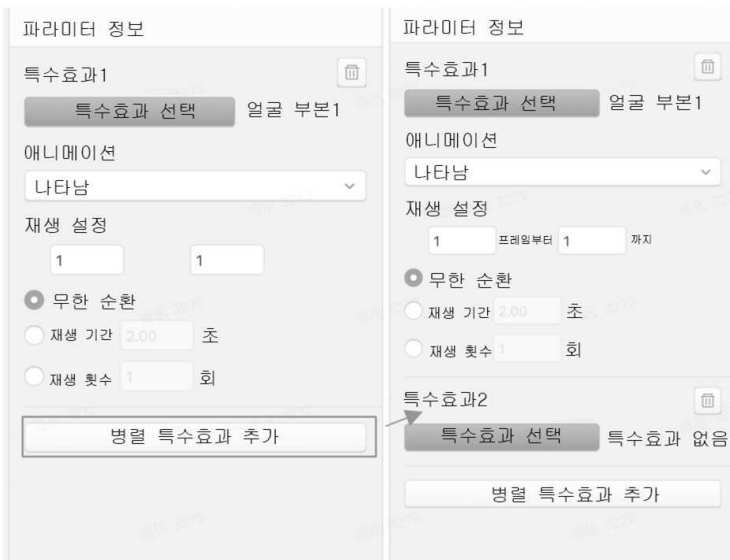 파라미터 정보
특수효과1
특수효과 선택 얼굴 부본1
애니메이션
나타남
재생 설정
1 1
무한 순환
재생 기간 2.00 초
재생 횟수 1 회
병렬 특수효과 추가
파라미터 정보
특수효과1
특수효과 선택 얼굴 부본1
애니메이션
나타남
재생 설정
1 프레임부터 1 까지
무한 순환
재생 기간 2.00 초
재생 횟수 1 회
특수효과2
특수효과 선택 특수효과 없음
병렬 특수효과 추가